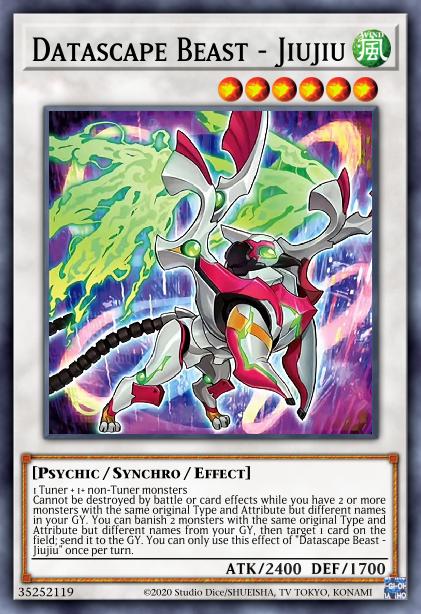 DATASCAPE BEAST - JIUJIU
WIND
風
[PSYCHIC / SYNCHRO / EFFECT]
1 Tuner + 1+ non-Tuner monsters
Cannot be destroyed by battle or card effects while you have 2 or more
monsters with the same original Type and Attribute but different names
in your GY. You can banish 2 monsters with the same original Type and
Attribute but different names from your GY, then target 1 card on the
field; send it to the GY. You can only use this effect of "Datascape Beast -
Jiujiu" once per turn.
ATK/2400 DEF/1700
35252119
©2020 Studio Dice/SHUEISHA, TV TOKYO, KONAMI